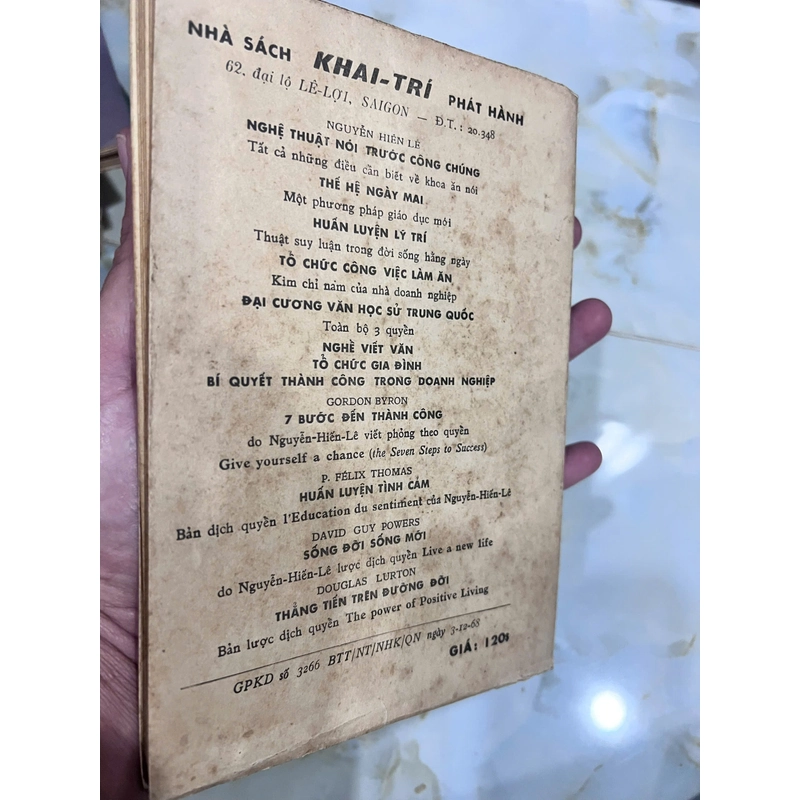 NHÀ SÁCH KHAI-TRÍ PHÁT HÀNH
62, đại lộ LÊ-LỢI, SAIGON — Đ.T. : 20.348
NGUYỄN HIẾN LÊ
NGHỆ THUẬT NÓI TRƯỚC CÔNG CHÚNG
Tất cả những điều cần biết về khoa ăn nói
THẾ HỆ NGÀY MAI
Một phương pháp giáo dục mới
HUẤN LUYỆN LÝ TRÍ
Thuật suy luận trong đời sống hằng ngày
TỔ CHỨC CÔNG VIỆC LÀM ĂN
Kim chỉ nam của nhà doanh nghiệp
ĐẠI CƯƠNG VĂN HỌC SỬ TRUNG QUỐC
Toàn bộ 3 quyển
NGHỀ VIẾT VĂN
TỔ CHỨC GIA ĐÌNH
BÍ QUYẾT THÀNH CÔNG TRONG DOANH NGHIỆP
GORDON BYRON
7 BƯỚC ĐẾN THÀNH CÔNG
do Nguyễn-Hiến-Lê viết phỏng theo quyển
Give yourself a chance (the Seven Steps to Success)
P. FÉLIX THOMAS
HUẤN LUYỆN TÌNH CẢM
Bản dịch quyển l'Education du sentiment của Nguyễn-Hiến-Lê
DAVID GUY POWERS
SỐNG ĐỜI SỐNG MỚI
do Nguyễn-Hiến-Lê lược dịch quyển Live a new life
DOUGLAS LURTON
THẲNG TIẾN TRÊN ĐƯỜNG ĐỜI
Bản lược dịch quyển The power of Positive Living
GPKD số 3266 BTT/NT/NHK/QN ngày 3-12-68
GIÁ: 120$